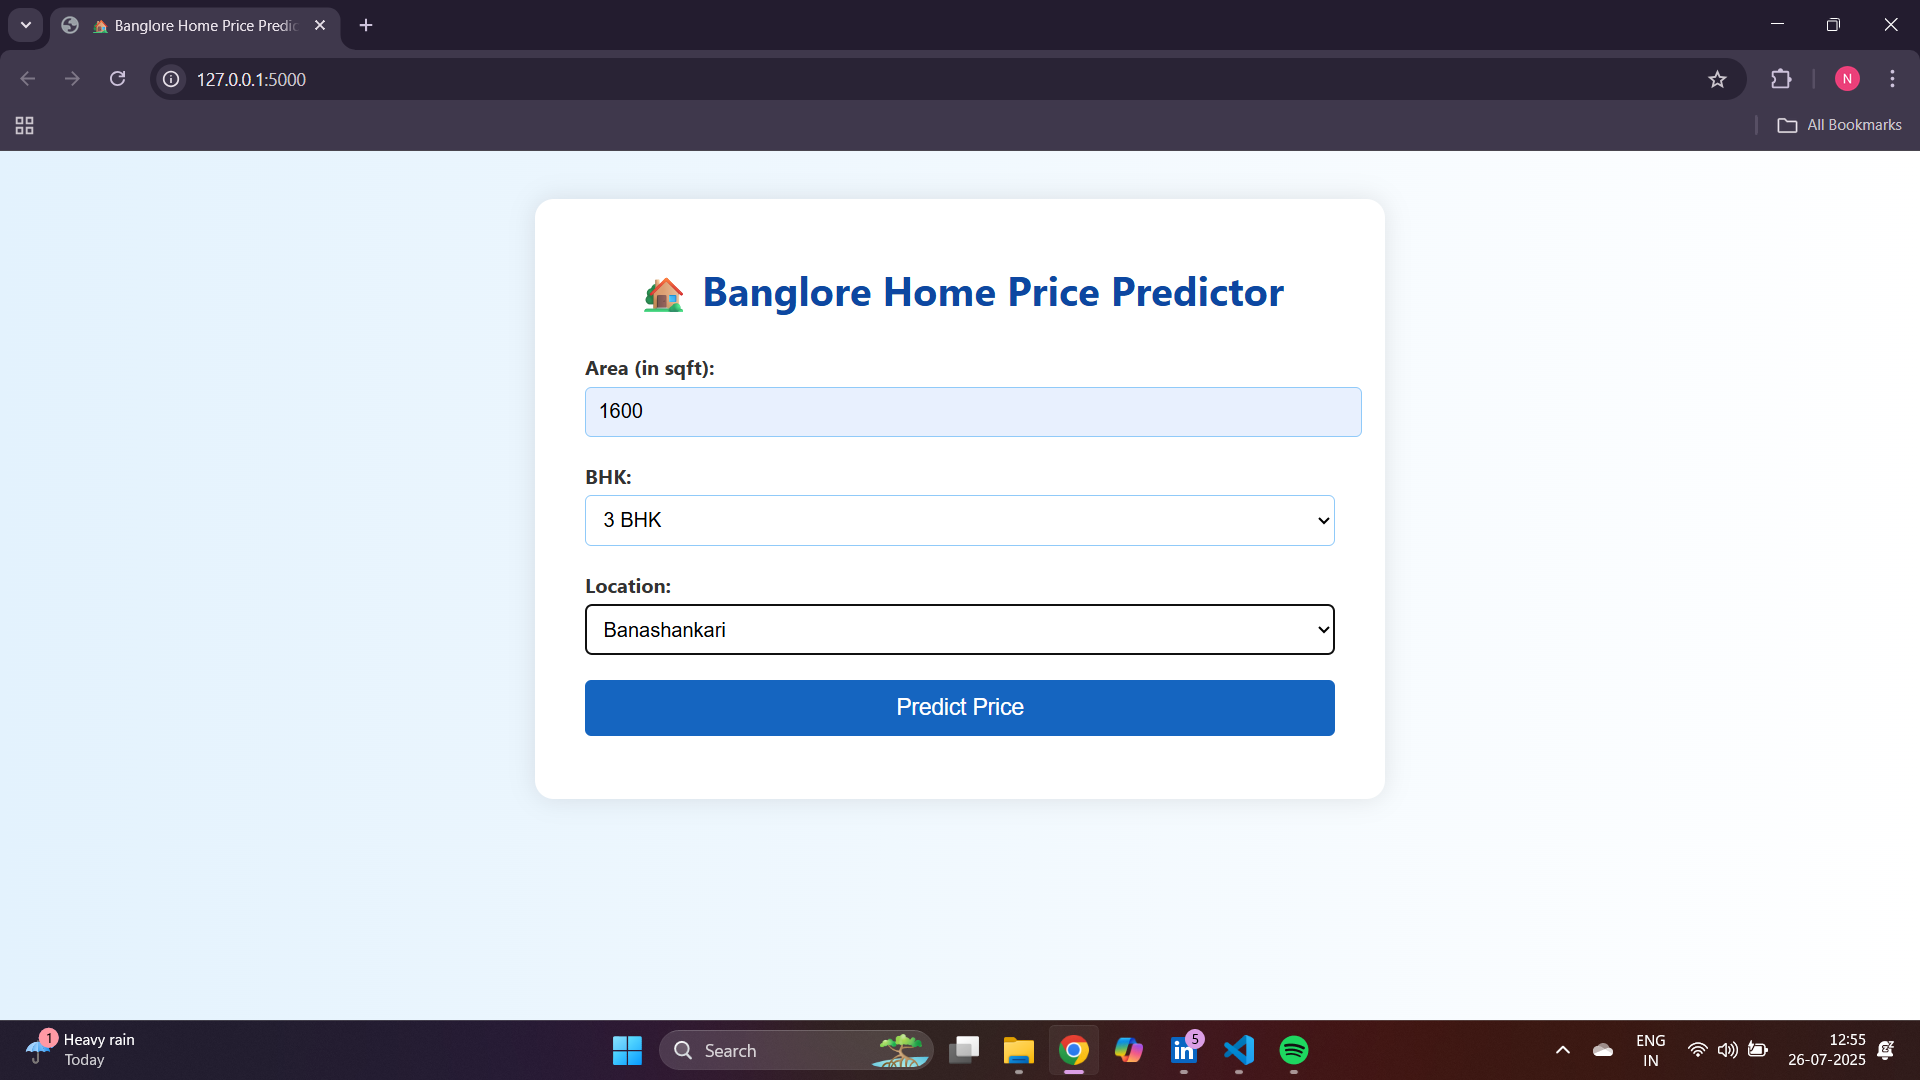 Banglore Home Price Predic
127.0.0.1:5000
N
All Bookmarks
Banglore Home Price Predictor
Area (in sqft):
1600
BHK:
3 BHK
Location:
Banashankari
Predict Price
1
Heavy rain
Today
Search
5
ENG
IN
12:55
26-07-2025